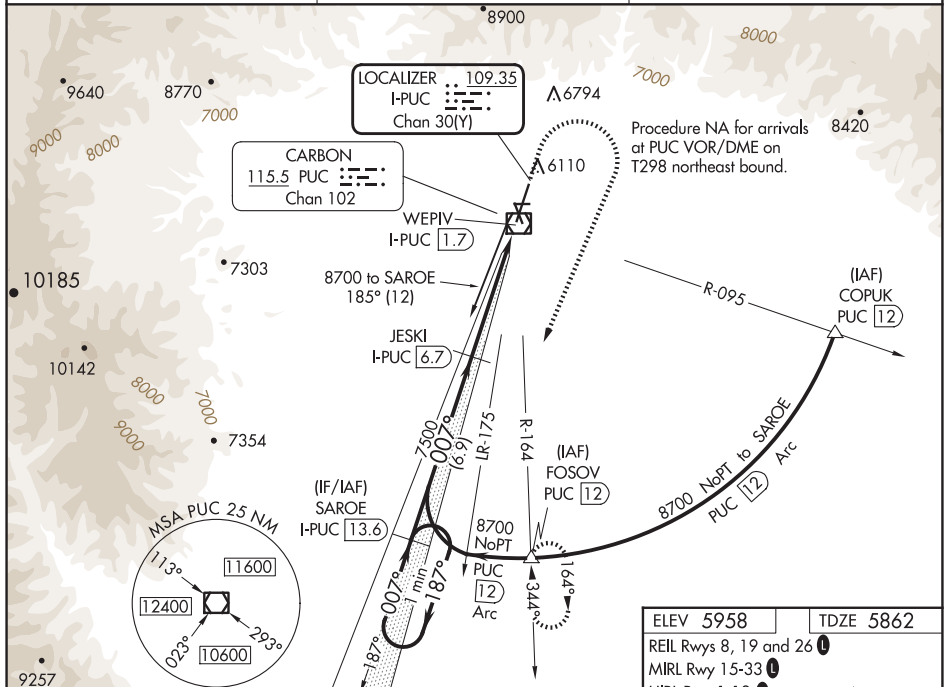 8900
8000
7000
9640
8770
7000
9000
8000
LOCALIZER 109.35
I-PUC
Chan 30(Y)
6794
8420
Procedure NA for arrivals
at PUC VOR/DME on
T298 northeast bound.
6110
CARBON
115.5 PUC
Chan 102
WEPIV
I-PUC 1.7
7303
10185
8700 to SAROE
185° (12)
R-095
(IAF)
COPUK
PUC 12
JESKI
I-PUC 6.7
10142
8000
7000
9000
7354
7500
007°
(6.9)
LR-175
R-164
(IAF)
FOSOV
PUC 12
8700 NoPT to SAROE
PUC 12 Arc
(IF/IAF)
SAROE
I-PUC 13.6
8700
NoPT
PUC
12
Arc
MSA PUC 25 NM
113°
11600
12400
023°
293°
10600
007°
1 min
187°
187°
344°
164°
9257
ELEV 5958
TDZE 5862
REIL Rwys 8, 19 and 26 L
MIRL Rwy 15-33 L